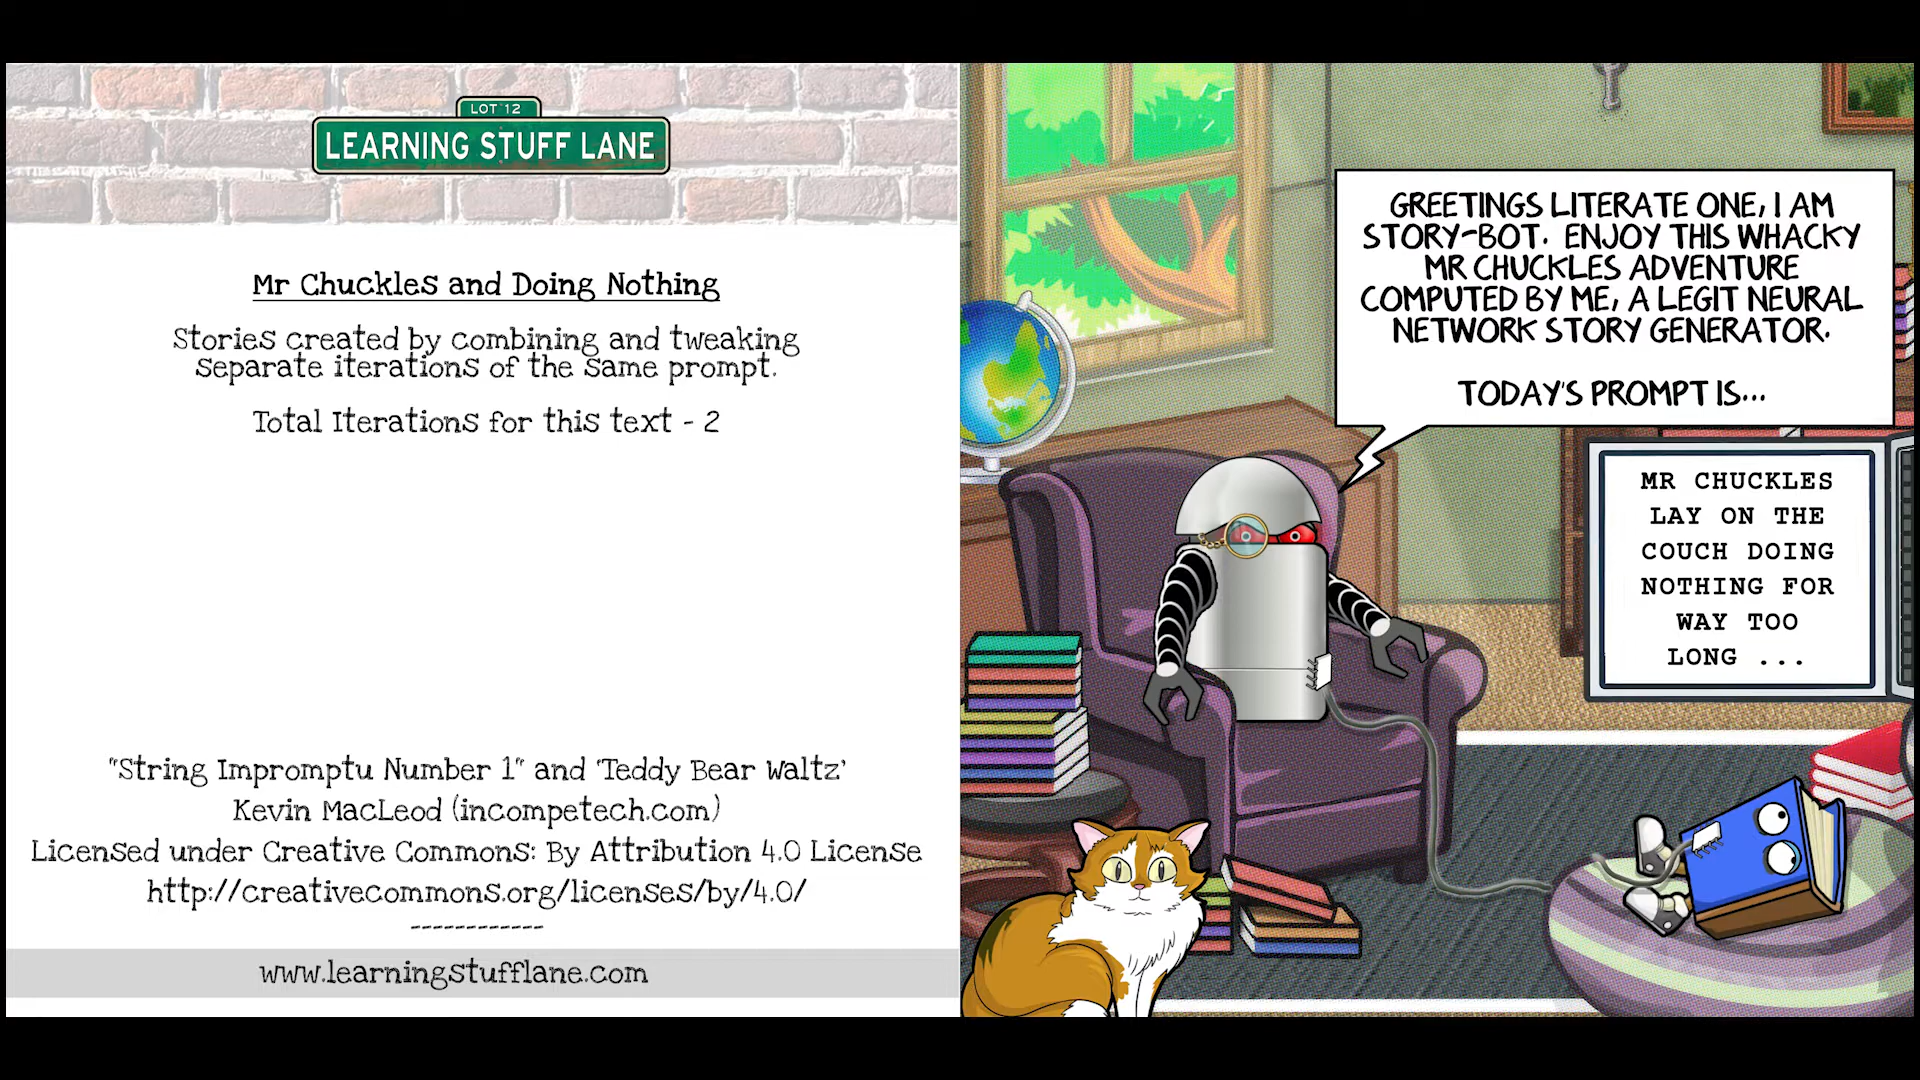 LOT 12
LEARNING STUFF LANE
Mr Chuckles and Doing Nothing
Stories created by combining and tweaking
separate iterations of the same prompt.
Total Iterations for this text - 2
"String Impromptu Number 1" and 'Teddy Bear Waltz'
Kevin MacLeod (incompetech.com)
Licensed under Creative Commons: By Attribution 4.0 License
http://creativecommons.org/licenses/by/4.0/
------------
www.learningstufflane.com
GREETINGS LITERATE ONE, I AM
STORY-BOT. ENJOY THIS WHACKY
MR CHUCKLES ADVENTURE
COMPUTED BY ME, A LEGIT NEURAL
NETWORK STORY GENERATOR.
TODAY'S PROMPT IS...
MR CHUCKLES
LAY ON THE
COUCH DOING
NOTHING FOR
WAY TOO
LONG ...